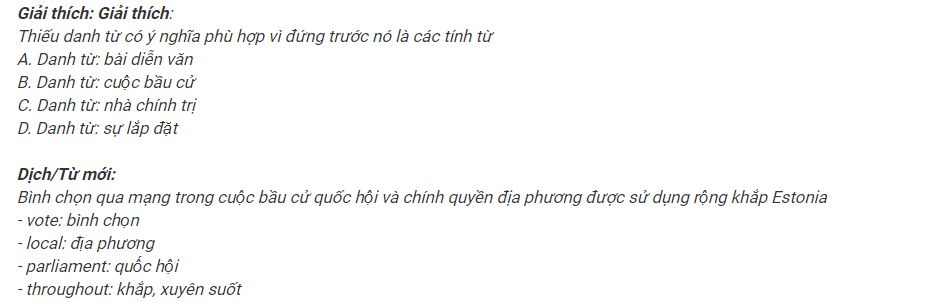 Giải thích: Giải thích:
Thiếu danh từ có ý nghĩa phù hợp vì đứng trước nó là các tính từ
A. Danh từ: bài diễn văn
B. Danh từ: cuộc bầu cử
C. Danh từ: nhà chính trị
D. Danh từ: sự lắp đặt
Dịch/Từ mới:
Bình chọn qua mạng trong cuộc bầu cử quốc hội và chính quyền địa phương được sử dụng rộng khắp Estonia
- vote: bình chọn
- local: địa phương
- parliament: quốc hội
- throughout: khắp, xuyên suốt